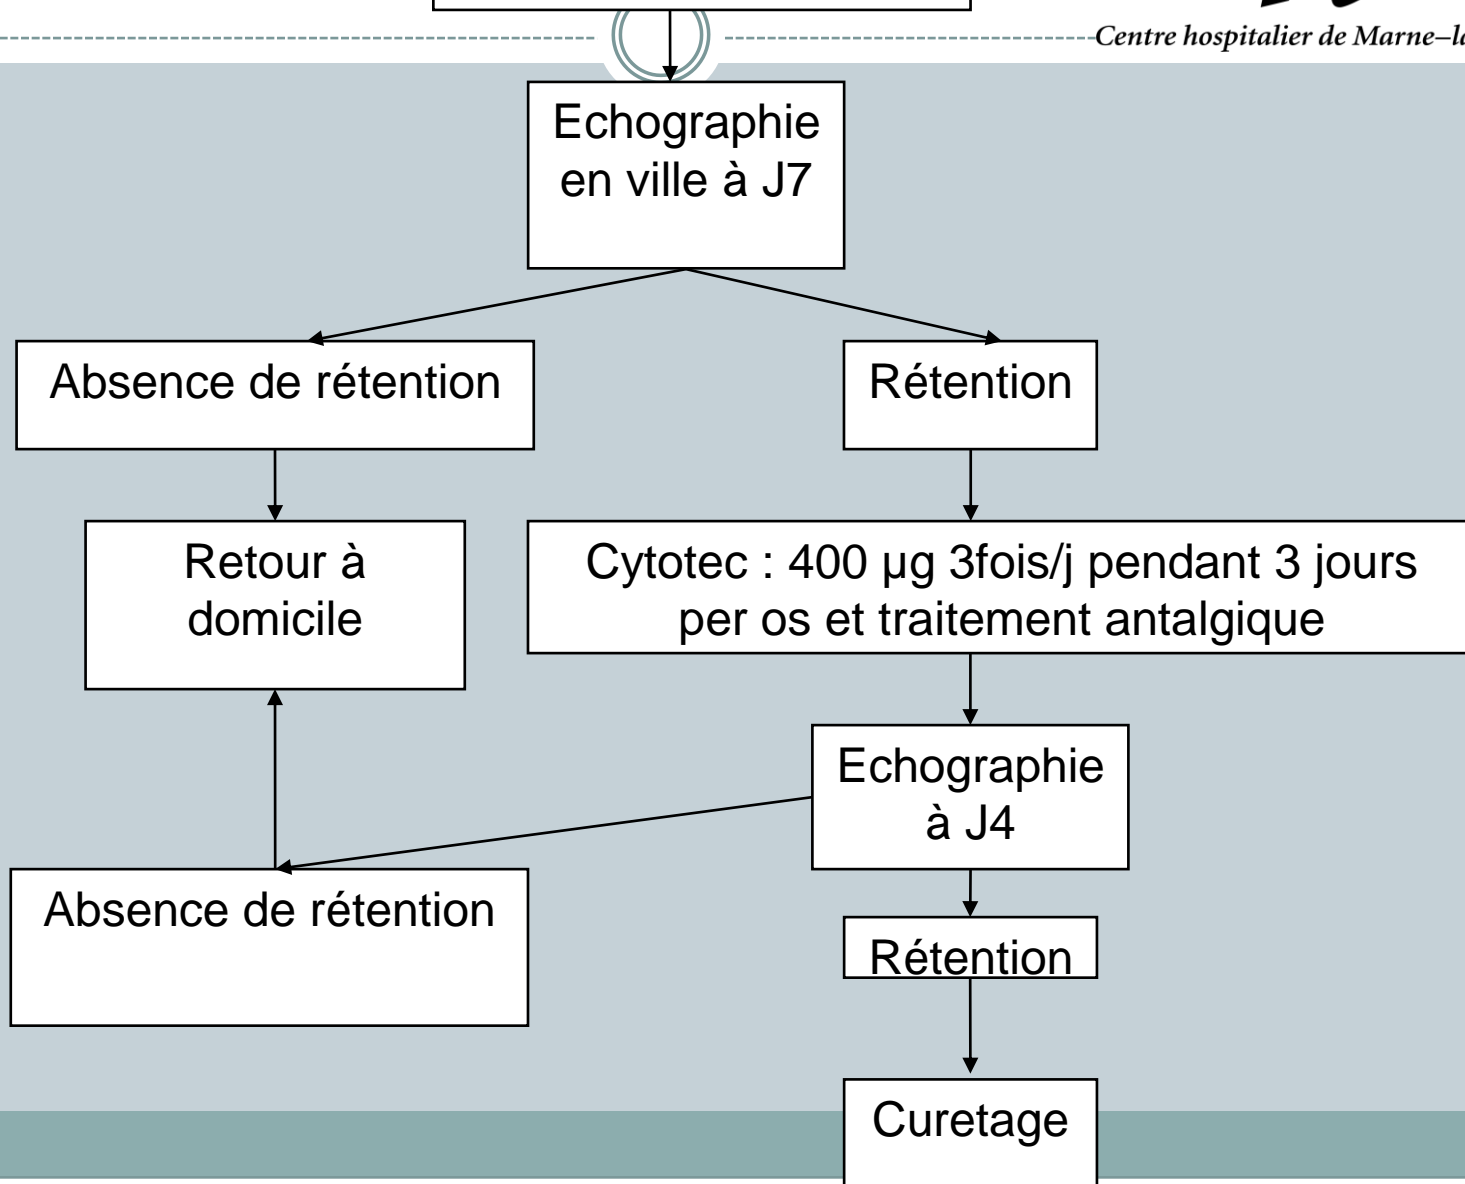 Centre hospitalier de Marne–la
Echographie
en ville à J7
Absence de rétention
Rétention
Retour à
domicile
Cytotec : 400 µg 3fois/j pendant 3 jours
per os et traitement antalgique
Echographie
à J4
Absence de rétention
Rétention
Curetage